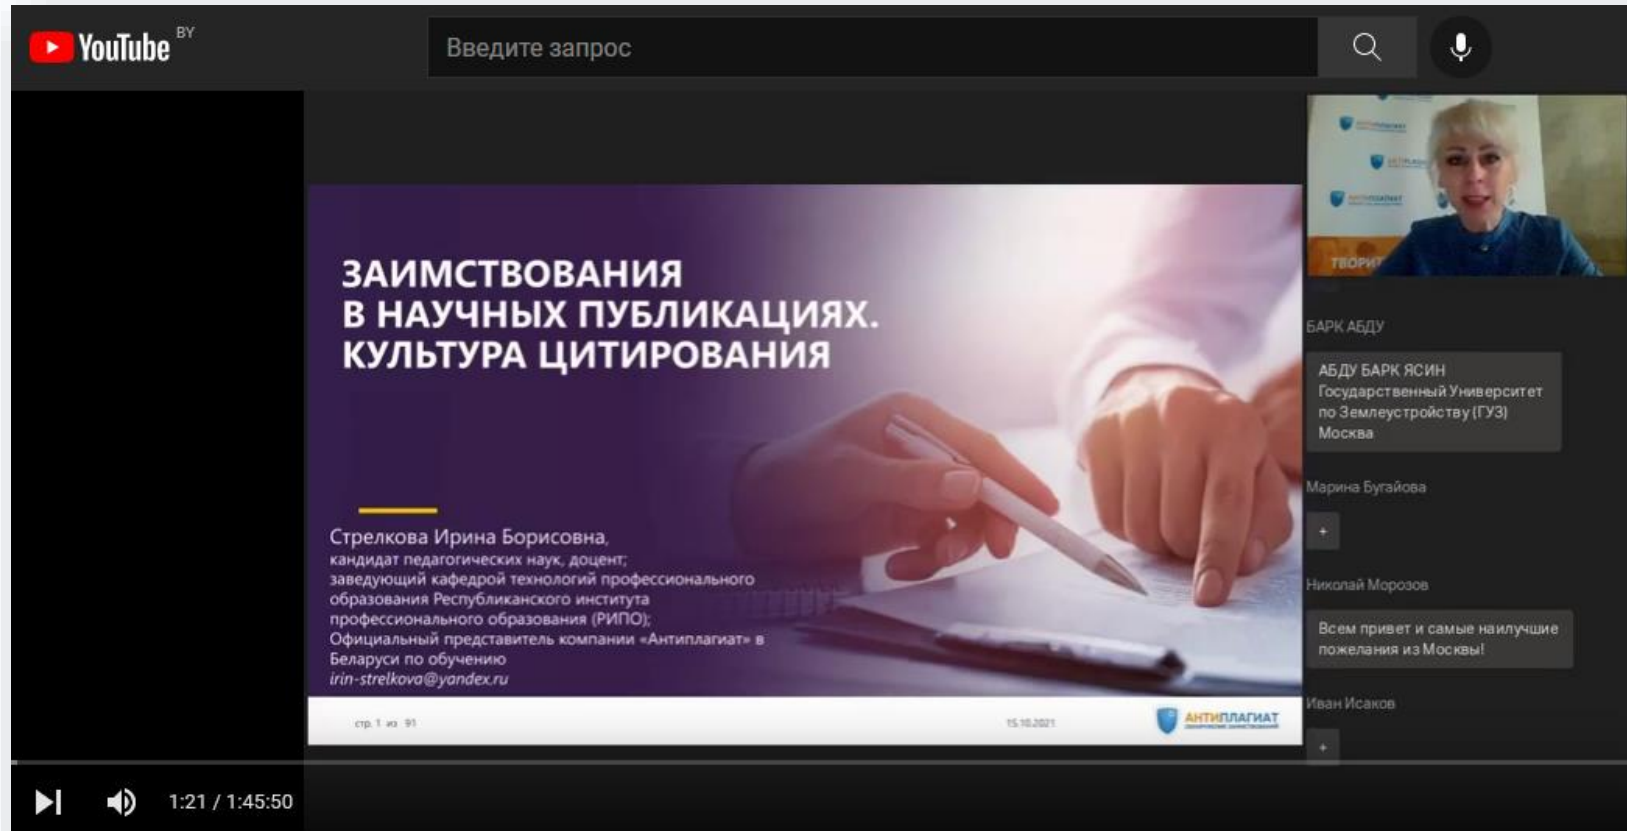 YouTube BY
Введите запрос
АНТИПЛАГИАТ
ТВОРИТ
ЗАИМСТВОВАНИЯ
В НАУЧНЫХ ПУБЛИКАЦИЯХ.
КУЛЬТУРА ЦИТИРОВАНИЯ
Стрелкова Ирина Борисовна,
кандидат педагогических наук, доцент;
заведующий кафедрой технологий профессионального
образования Республиканского института
профессионального образования (РИПО);
Официальный представитель компании «Антиплагиат» в
Беларуси по обучению
irin-strelkova@yandex.ru
стр. 1 из 91
15.10.2021
АНТИПЛАГИАТ
БАРК АБДУ
АБДУ БАРК ЯСИН
Государственный Университет
по Землеустройству (ГУЗ)
Москва
Марина Бугайова
+
Николай Морозов
Всем привет и самые наилучшие
пожелания из Москвы!
Иван Исаков
+
1:21 / 1:45:50